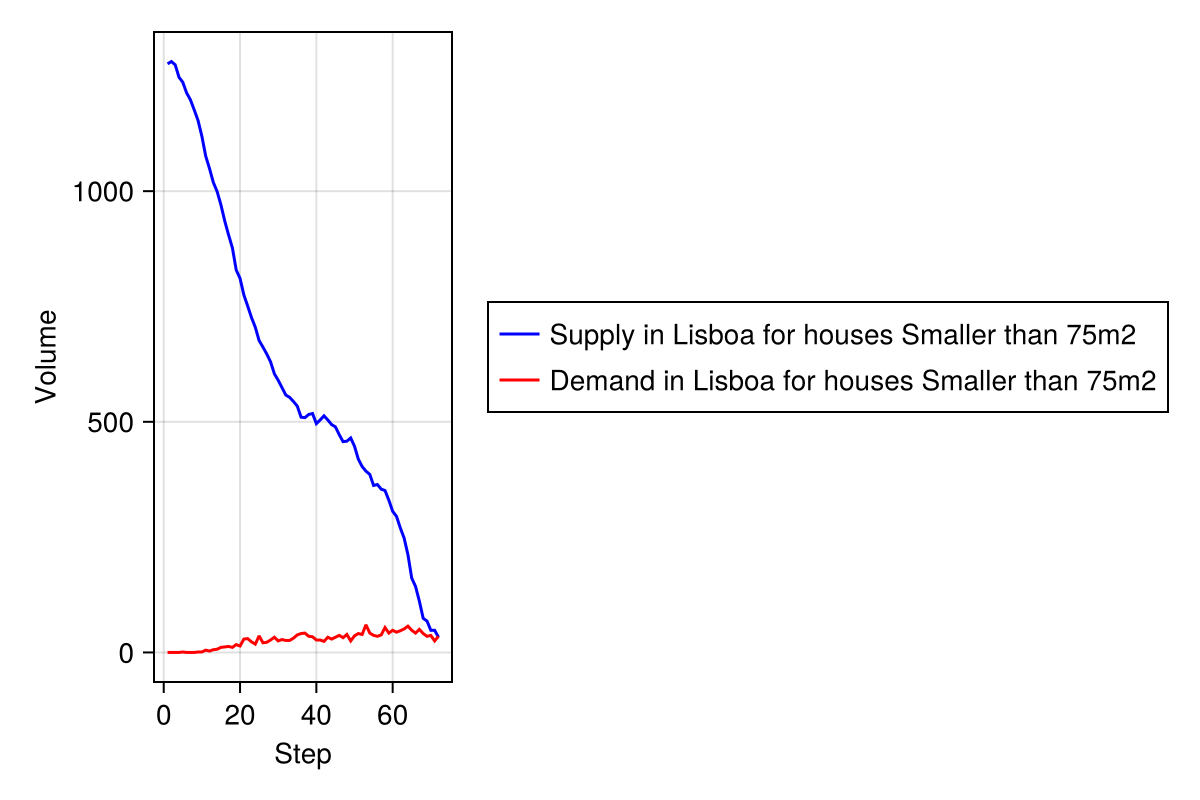 1000
500
0
0 20 40 60
Volume
Step
Supply in Lisboa for houses Smaller than 75m2
Demand in Lisboa for houses Smaller than 75m2